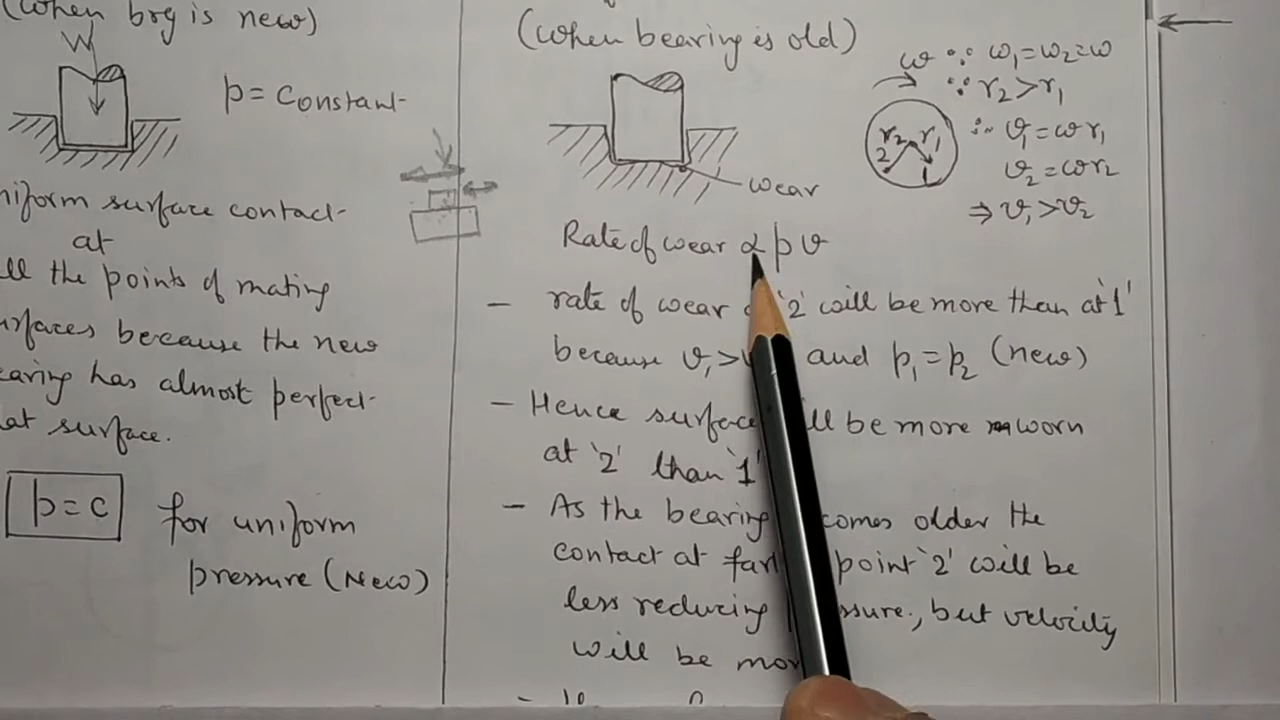 (when brg is new)
W
p = Constant
niform surface contact
at
ll the points of mating
urfaces because the new
earing has almost perfect
at surface.
p = c for uniform
pressure (New)
(when bearing is old)
wear
ω ∵ ω₁=ω₂=ω
∵ r₂>r₁
r₂ r₁
2 1
∴ v₁=ωr₁
v₂=ωr₂
⇒ v₁>v₂
Rate of wear ∝ p v
- rate of wear '2' will be more than at '1'
because v₁> and p₁=p₂ (new)
- Hence surface ll be more worn
at '2' than '1'
- As the bearing comes older the
contact at far point '2' will be
less reducing ssure, but velocity
will be mor